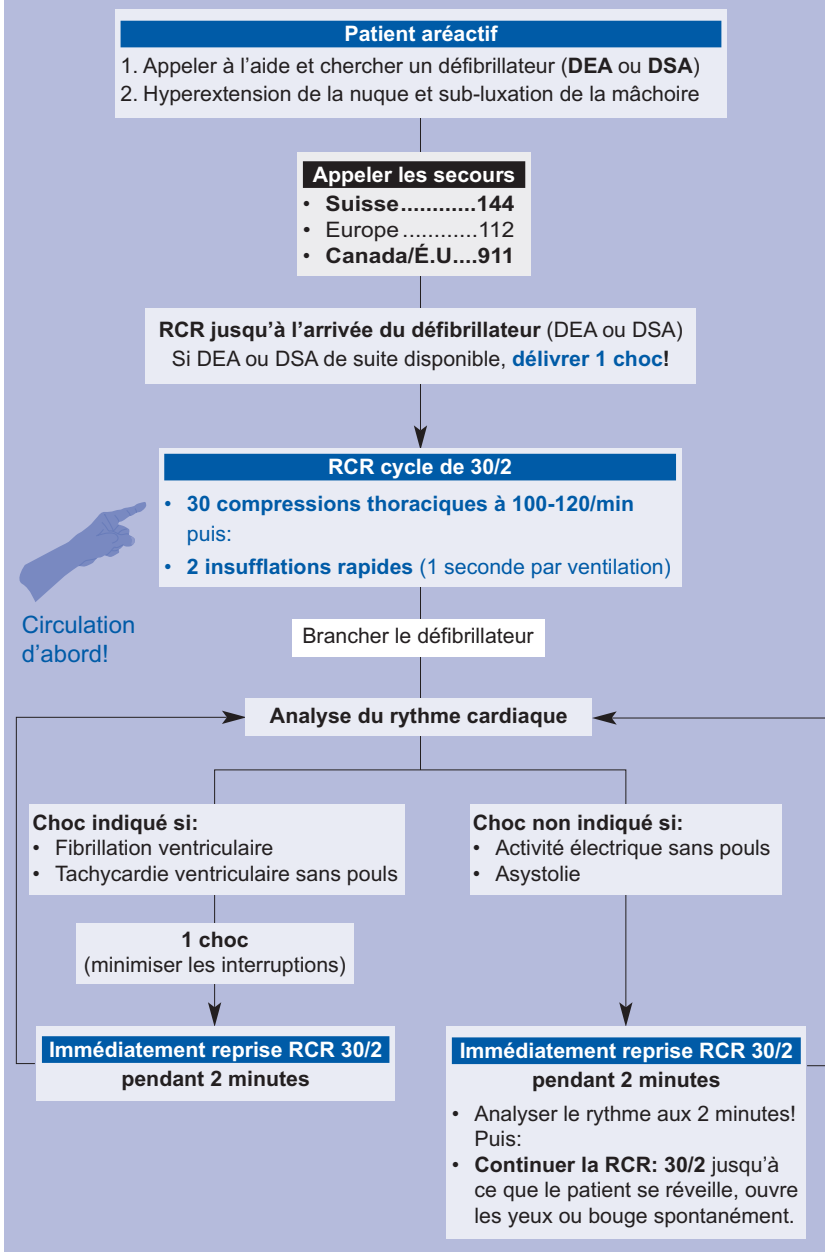 Patient aréactif
1. Appeler à l'aide et chercher un défibrillateur (DEA ou DSA)
2. Hyperextension de la nuque et sub-luxation de la mâchoire
Appeler les secours
• Suisse............144
• Europe............112
• Canada/É.U....911
RCR jusqu'à l'arrivée du défibrillateur (DEA ou DSA)
Si DEA ou DSA de suite disponible, délivrer 1 choc!
RCR cycle de 30/2
• 30 compressions thoraciques à 100-120/min
puis:
• 2 insufflations rapides (1 seconde par ventilation)
Circulation
d'abord!
Brancher le défibrillateur
Analyse du rythme cardiaque
Choc indiqué si:
• Fibrillation ventriculaire
• Tachycardie ventriculaire sans pouls
1 choc
(minimiser les interruptions)
Immédiatement reprise RCR 30/2
pendant 2 minutes
Choc non indiqué si:
• Activité électrique sans pouls
• Asystolie
Immédiatement reprise RCR 30/2
pendant 2 minutes
• Analyser le rythme aux 2 minutes!
Puis:
• Continuer la RCR: 30/2 jusqu'à
ce que le patient se réveille, ouvre
les yeux ou bouge spontanément.